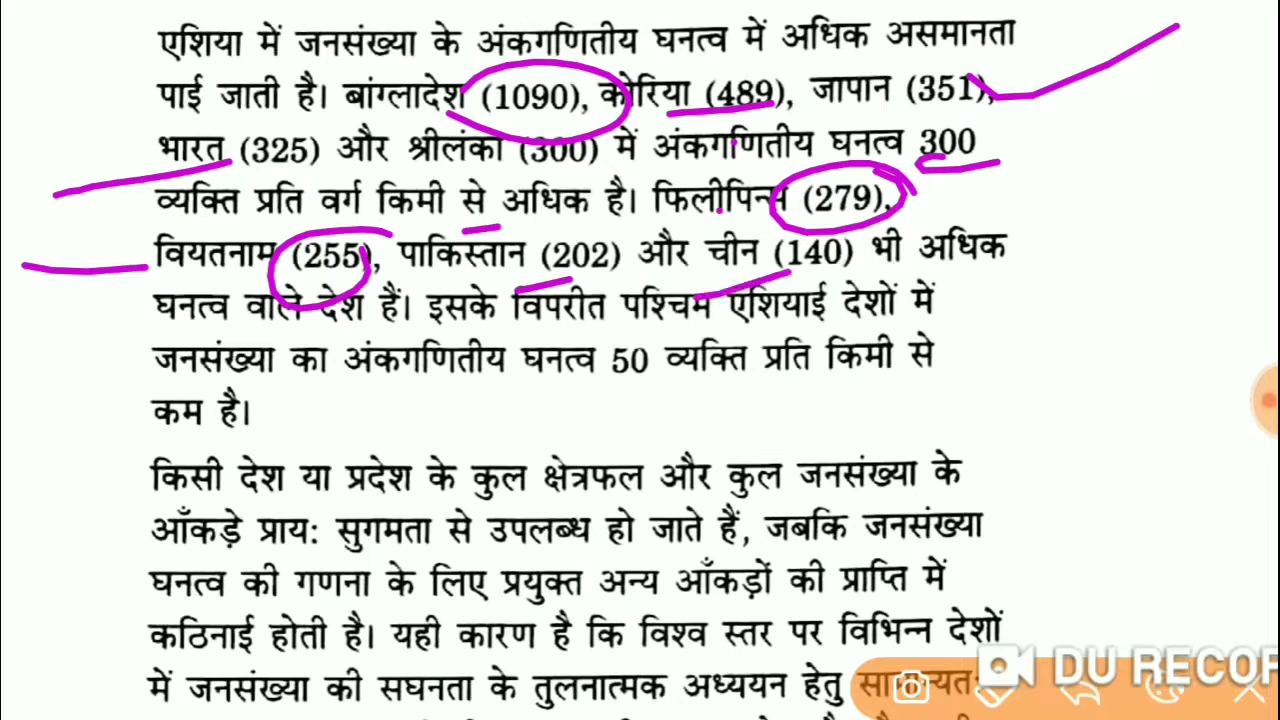 एशिया में जनसंख्या के अंकगणितीय घनत्व में अधिक असमानता
पाई जाती है। बांग्लादेश (1090), कोरिया (489), जापान (351),
भारत (325) और श्रीलंका (300) में अंकगणितीय घनत्व 300
व्यक्ति प्रति वर्ग किमी से अधिक है। फिलीपिन्स (279),
वियतनाम (255), पाकिस्तान (202) और चीन (140) भी अधिक
घनत्व वाले देश हैं। इसके विपरीत पश्चिम एशियाई देशों में
जनसंख्या का अंकगणितीय घनत्व 50 व्यक्ति प्रति किमी से
कम है।
किसी देश या प्रदेश के कुल क्षेत्रफल और कुल जनसंख्या के
आँकड़े प्राय: सुगमता से उपलब्ध हो जाते हैं, जबकि जनसंख्या
घनत्व की गणना के लिए प्रयुक्त अन्य आँकड़ों की प्राप्ति में
कठिनाई होती है। यही कारण है कि विश्व स्तर पर विभिन्न देशों
में जनसंख्या की सघनता के तुलनात्मक अध्ययन हेतु
DU RECOR